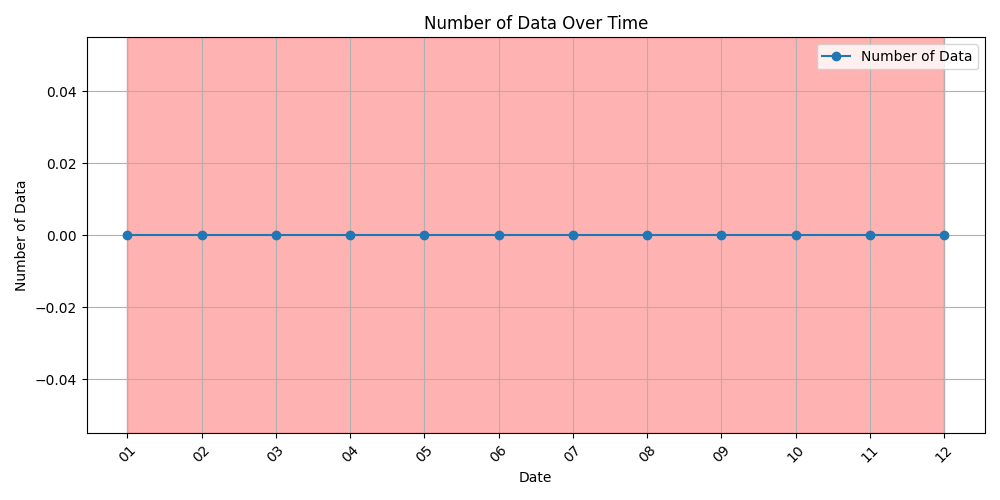 Number of Data Over Time
Number of Data
0.04
0.02
0.00
−0.02
−0.04
Number of Data
01 02 03 04 05 06 07 08 09 10 11 12
Date